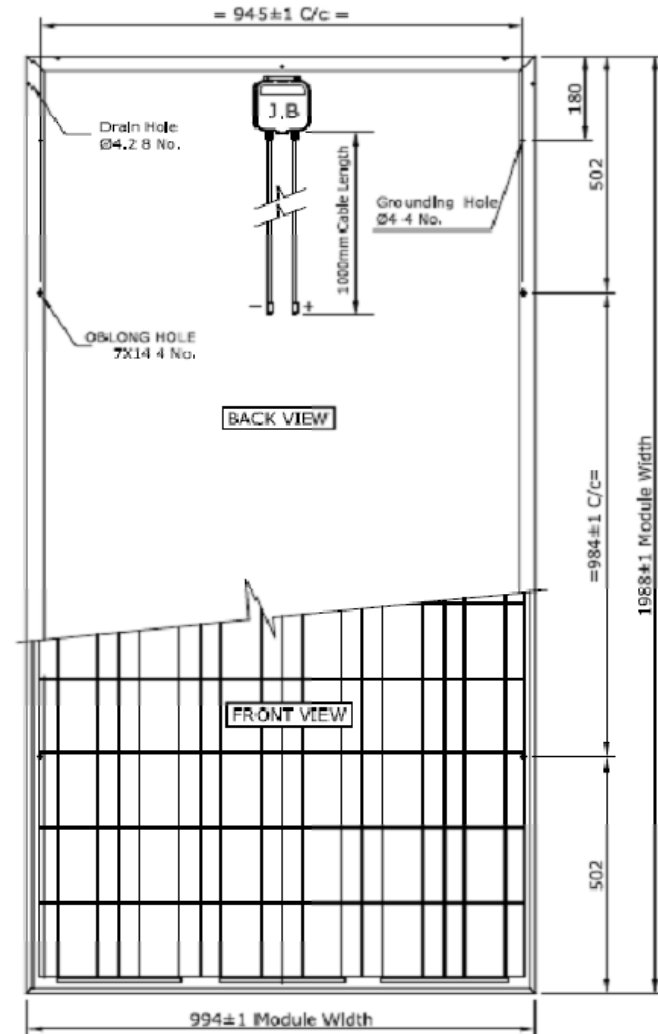 = 945±1 C/c =
180
502
J.B
Drain Hole
Ø4.2 8 No.
1000mm Cable Length
Grounding Hole
Ø4 4 No.
- +
OBLONG HOLE
7X14 4 No.
BACK VIEW
=984±1 C/c=
1988±1 Module Width
FRONT VIEW
502
994±1 Module Width